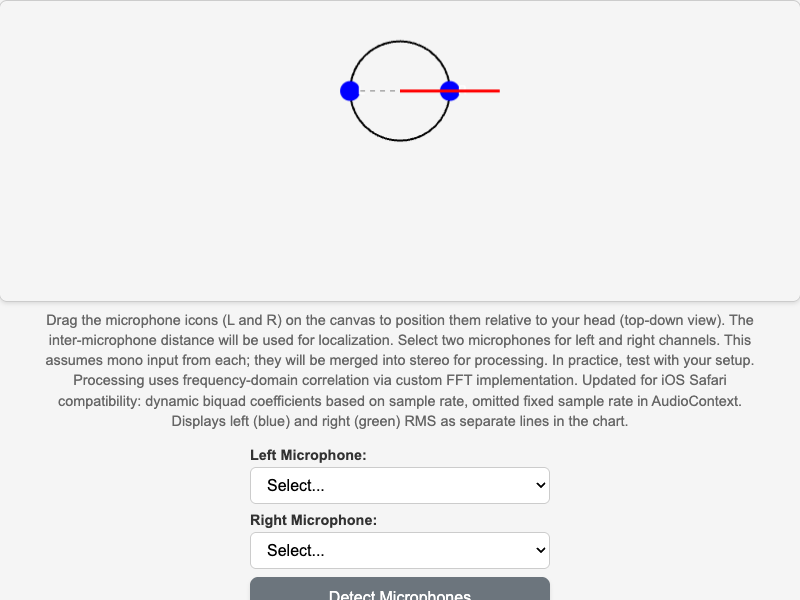 Drag the microphone icons (L and R) on the canvas to position them relative to your head (top-down view). The
inter-microphone distance will be used for localization. Select two microphones for left and right channels. This
assumes mono input from each; they will be merged into stereo for processing. In practice, test with your setup.
Processing uses frequency-domain correlation via custom FFT implementation. Updated for iOS Safari
compatibility: dynamic biquad coefficients based on sample rate, omitted fixed sample rate in AudioContext.
Displays left (blue) and right (green) RMS as separate lines in the chart.
Left Microphone:
Select...
Right Microphone:
Select...
Detect Microphones